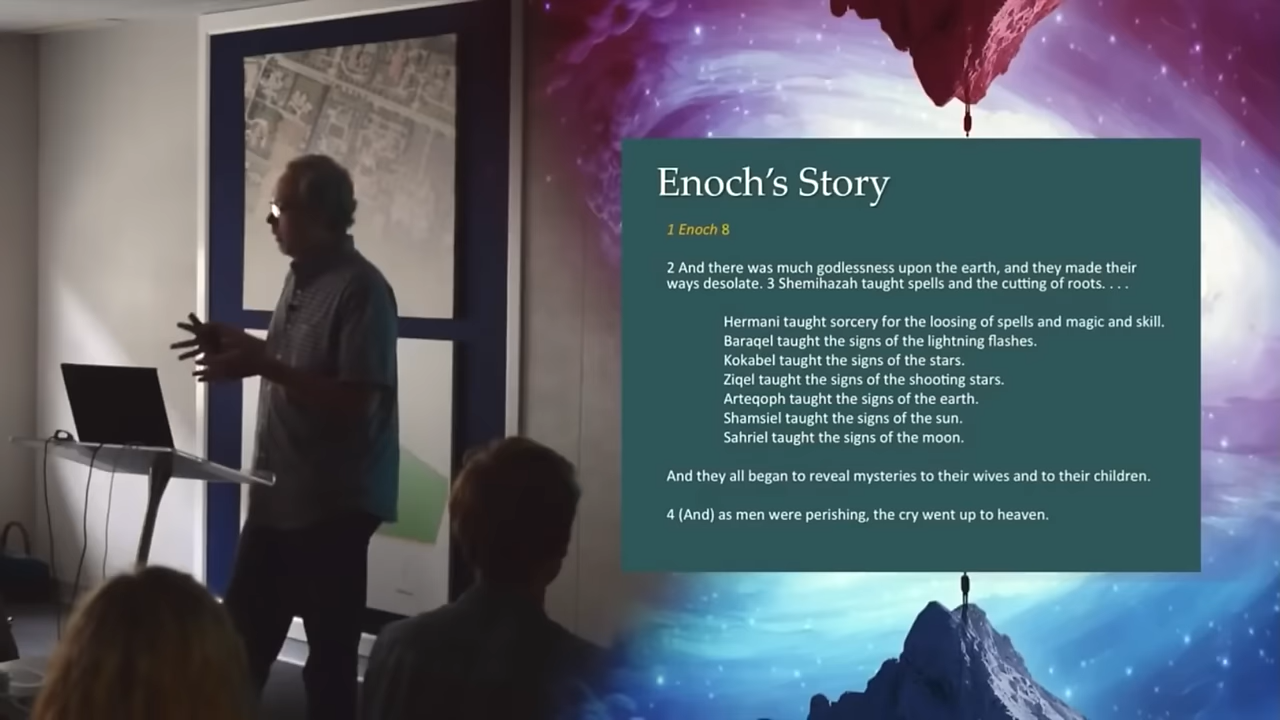 Enoch's Story
1 Enoch 8
2 And there was much godlessness upon the earth, and they made their
ways desolate. 3 Shemihazah taught spells and the cutting of roots. . . .
Hermani taught sorcery for the loosing of spells and magic and skill.
Baraqel taught the signs of the lightning flashes.
Kokabel taught the signs of the stars.
Ziqel taught the signs of the shooting stars.
Arteqoph taught the signs of the earth.
Shamsiel taught the signs of the sun.
Sahriel taught the signs of the moon.
And they all began to reveal mysteries to their wives and to their children.
4 (And) as men were perishing, the cry went up to heaven.